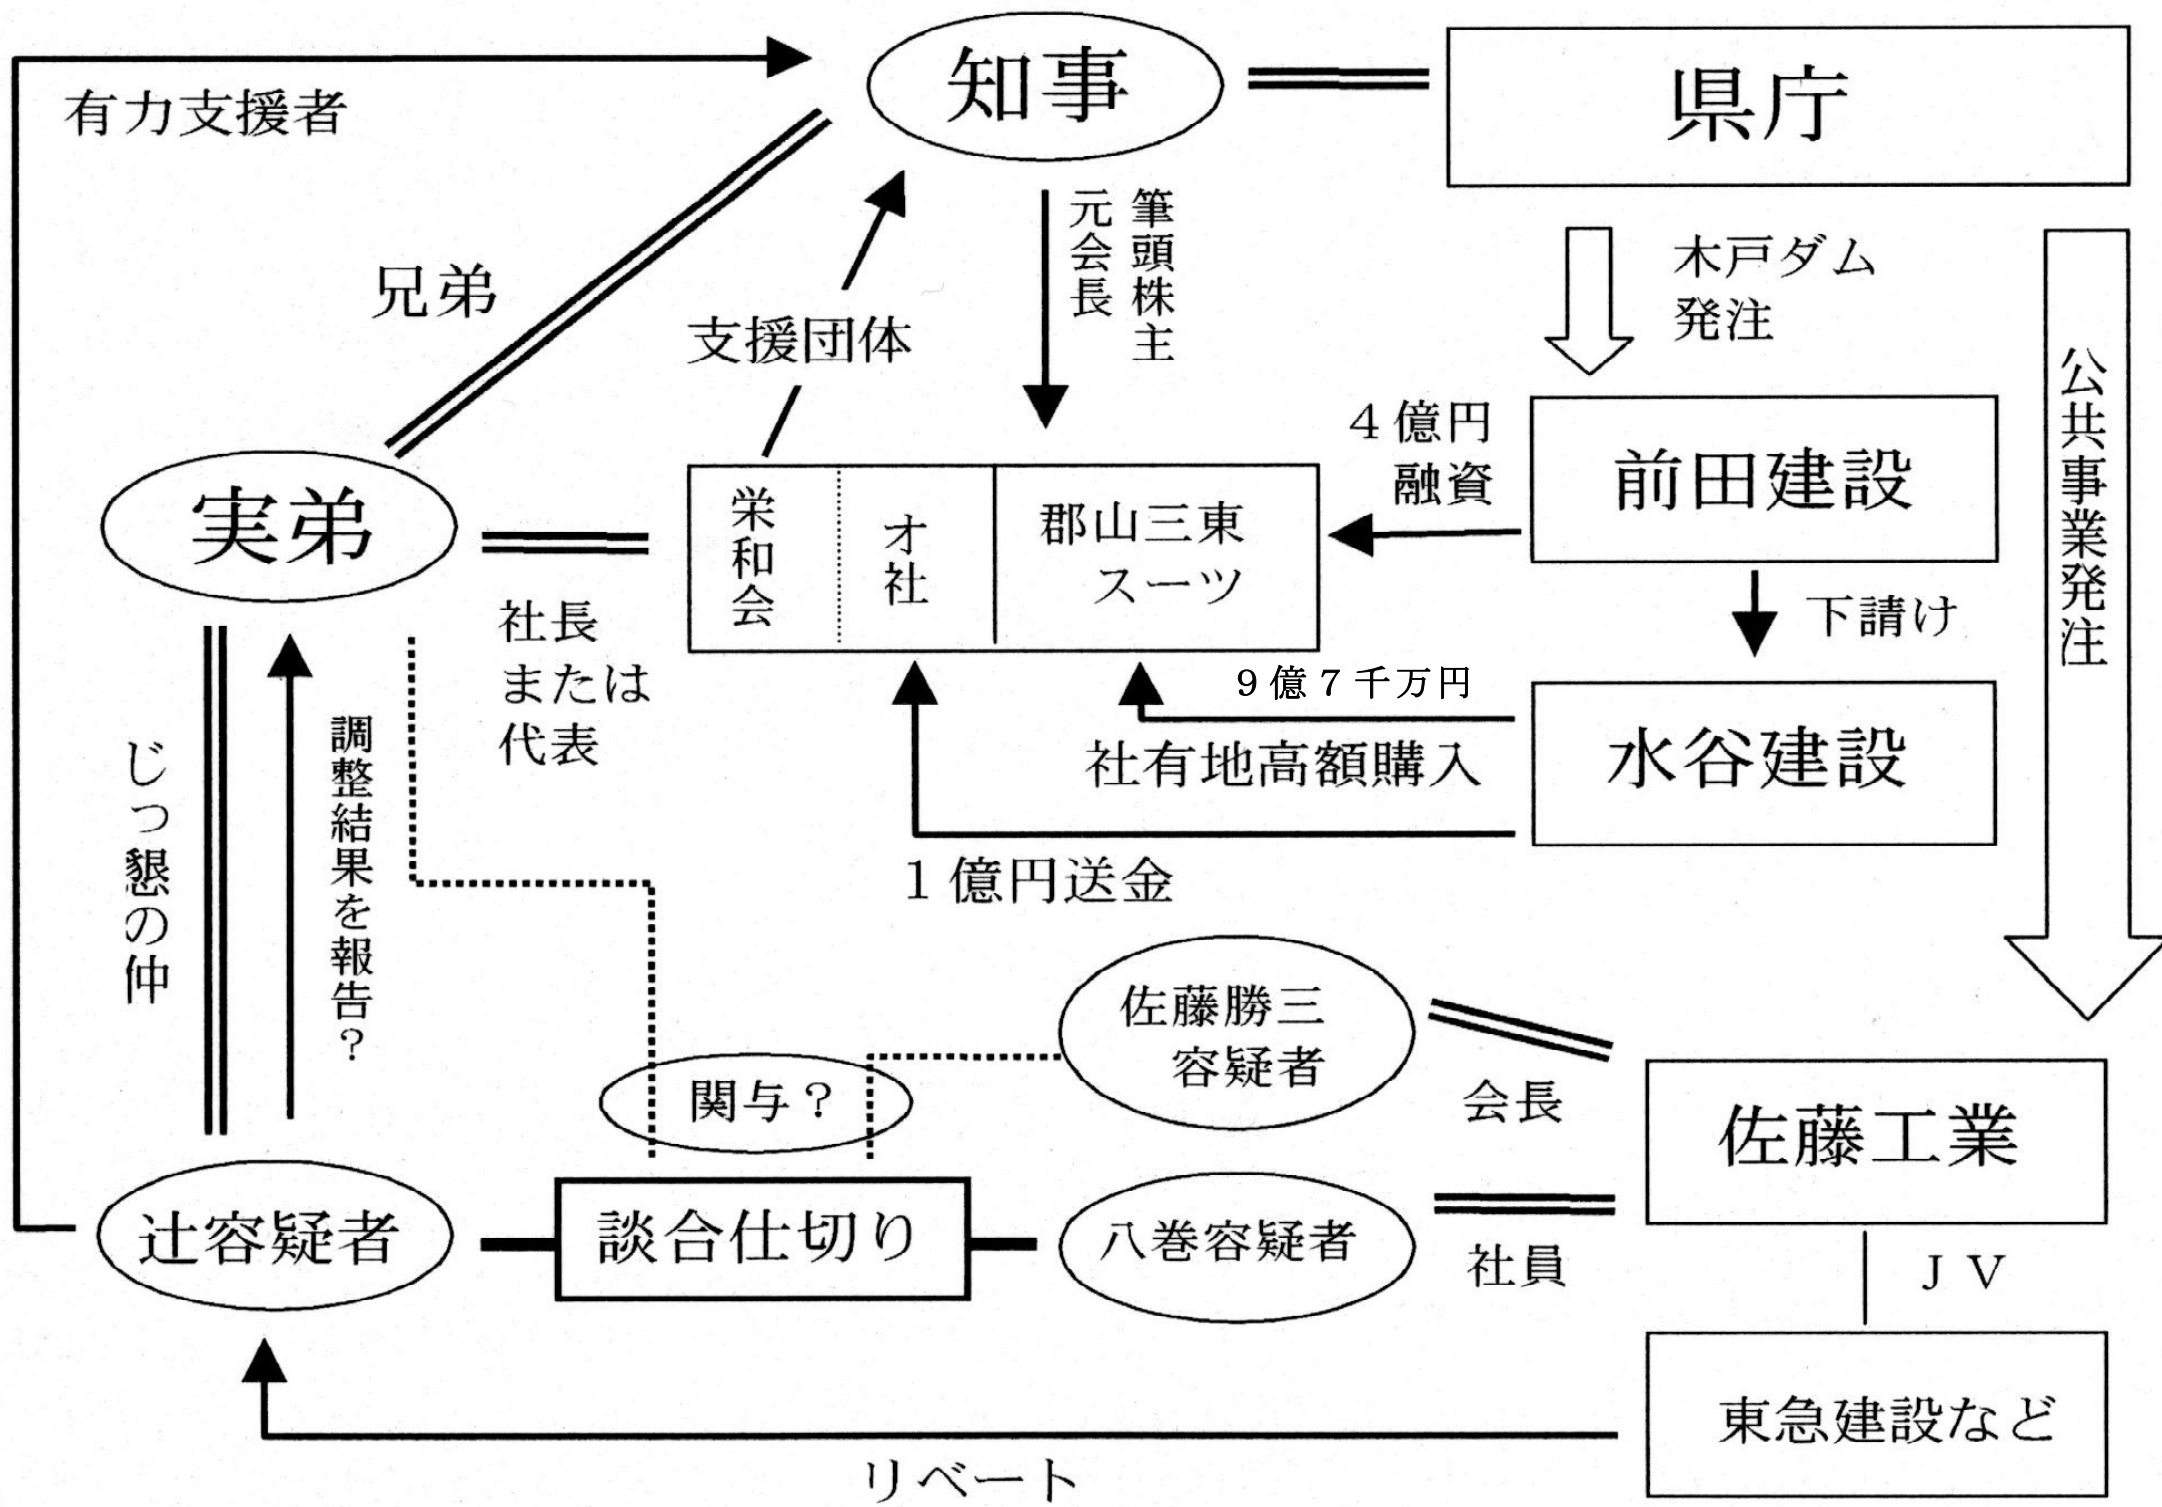 知事
県庁
有力支援者
兄弟
支援団体
筆頭株主
元会長
木戸ダム
発注
公共事業発注
4億円
融資
前田建設
実弟
栄和会
オ社
郡山三東
スーツ
社長
または
代表
下請け
9億7千万円
社有地高額購入
水谷建設
1億円送金
じっ懇の仲
調整結果を報告？
関与？
佐藤勝三
容疑者
会長
佐藤工業
辻容疑者
談合仕切り
八巻容疑者
社員
ＪＶ
東急建設など
リベート